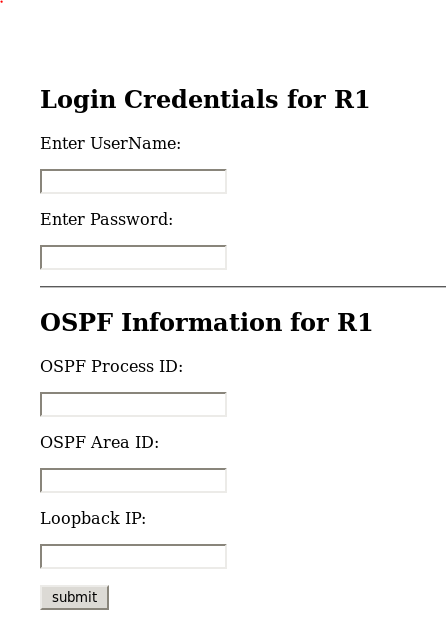 Login Credentials for R1
Enter UserName:
Enter Password:
OSPF Information for R1
OSPF Process ID:
OSPF Area ID:
Loopback IP:
submit